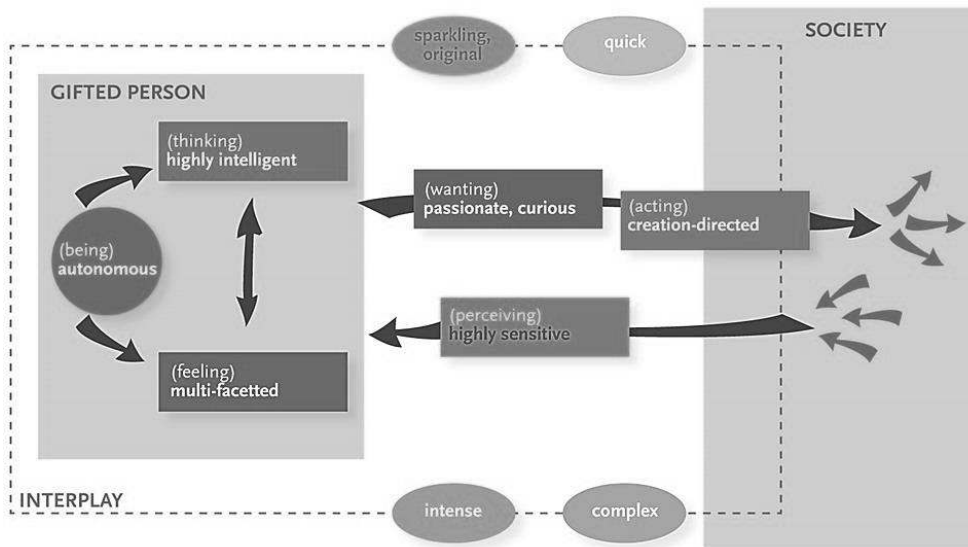 sparkling,
original
quick
SOCIETY
GIFTED PERSON
(thinking)
highly intelligent
(wanting)
passionate, curious
(acting)
creation-directed
(being)
autonomous
(perceiving)
highly sensitive
(feeling)
multi-facetted
INTERPLAY
intense
complex